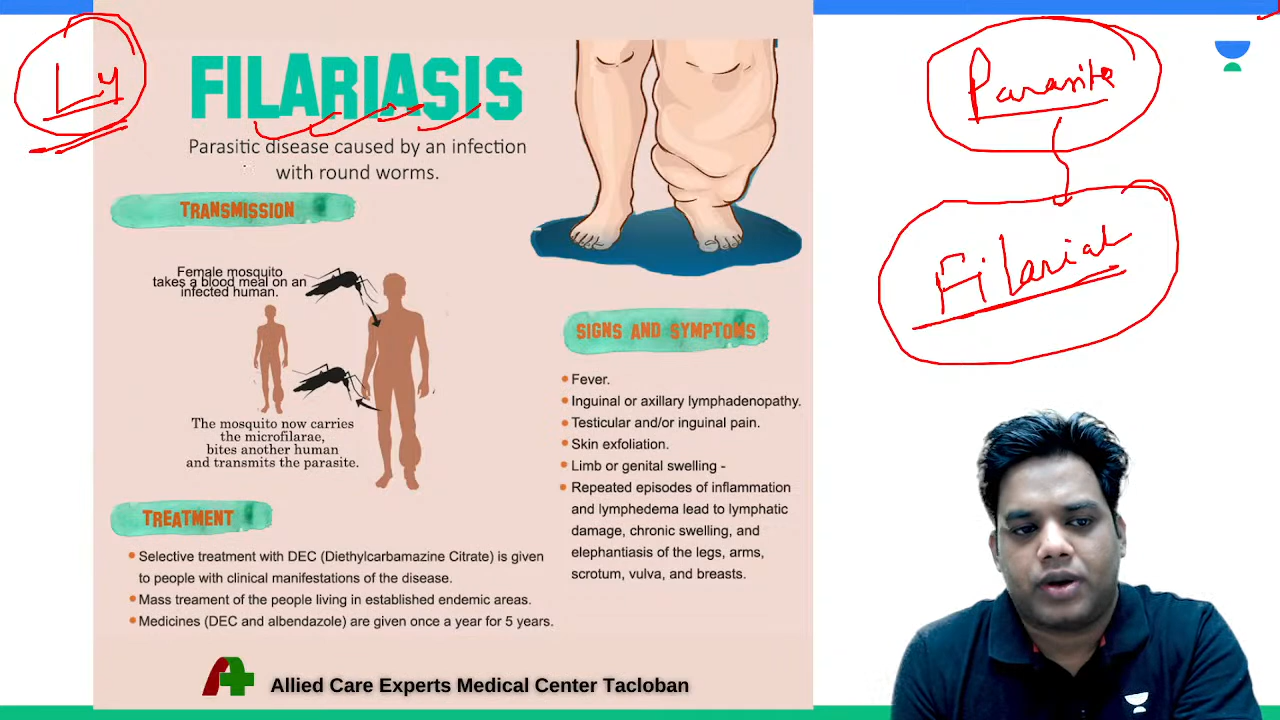 Ly
FILARIASIS
Parasitic disease caused by an infection
with round worms.
TRANSMISSION
Female mosquito
takes a blood meal on an
infected human.
The mosquito now carries
the microfilarae,
bites another human
and transmits the parasite.
TREATMENT
Selective treatment with DEC (Diethylcarbamazine Citrate) is given
to people with clinical manifestations of the disease.
Mass treament of the people living in established endemic areas.
Medicines (DEC and albendazole) are given once a year for 5 years.
SIGNS AND SYMPTOMS
Fever.
Inguinal or axillary lymphadenopathy.
Testicular and/or inguinal pain.
Skin exfoliation.
Limb or genital swelling -
Repeated episodes of inflammation
and lymphedema lead to lymphatic
damage, chronic swelling, and
elephantiasis of the legs, arms,
scrotum, vulva, and breasts.
Allied Care Experts Medical Center Tacloban
Parasite
Filarial